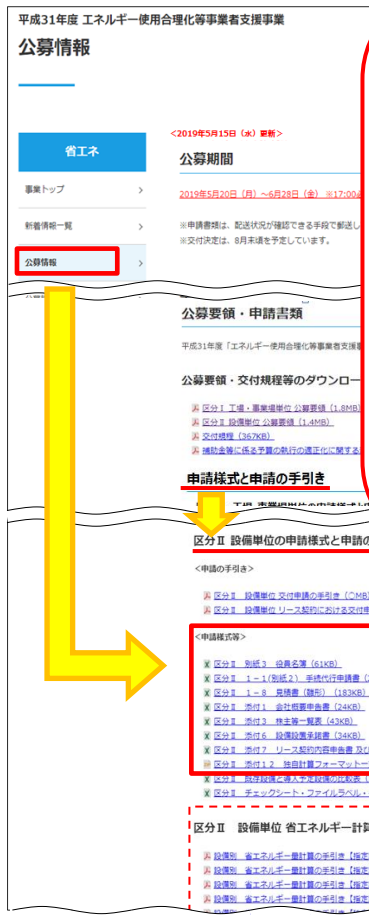 平成31年度 エネルギー使用合理化等事業者支援事業
公募情報
<2019年5月15日（水）更新>
省エネ
公募期間
事業トップ
2019年5月20日（月）～6月28日（金） ※17:00必
新着情報一覧
※申請書類は、配送状況が確認できる手段で郵送し
※交付決定は、8月末頃を予定しています。
公募情報
公募要領・申請書類
平成31年度「エネルギー使用合理化等事業者支援事
公募要領・交付規程等のダウンロー
区分Ⅰ 工場・事業場単位 公募要領（1.8MB）
区分Ⅱ 設備単位 公募要領（1.4MB）
交付規程（367KB）
補助金等に係る予算の執行の適正化に関する
申請様式と申請の手引き
区分Ⅱ 設備単位の申請様式と申請の
<申請の手引き>
区分Ⅱ 設備単位 交付申請の手引き（〇MB）
区分Ⅱ 設備単位 リース契約における交付申
<申請様式等>
区分Ⅱ 別紙３ 役員名簿（61KB）
区分Ⅱ １－１(別紙２) 手続代行申請書（2
区分Ⅱ １－８ 見積書（雛形）（183KB）
区分Ⅱ 添付１ 会社概要申告書（24KB）
区分Ⅱ 添付３ 株主等一覧表（43KB）
区分Ⅱ 添付６ 設備設置承諾書（34KB）
区分Ⅱ 添付７ リース契約内容申告書 及び
区分Ⅱ 添付１２ 独自計算フォーマットー
区分Ⅱ 既存設備と導入予定設備の比較表（
区分Ⅱ チェックシート・ファイルラベル・
区分Ⅱ 設備単位 省エネルギー計算
設備別 省エネルギー量計算の手引き【指定
設備別 省エネルギー量計算の手引き【指定
設備別 省エネルギー量計算の手引き【指定
設備別 省エネルギー量計算の手引き【指定